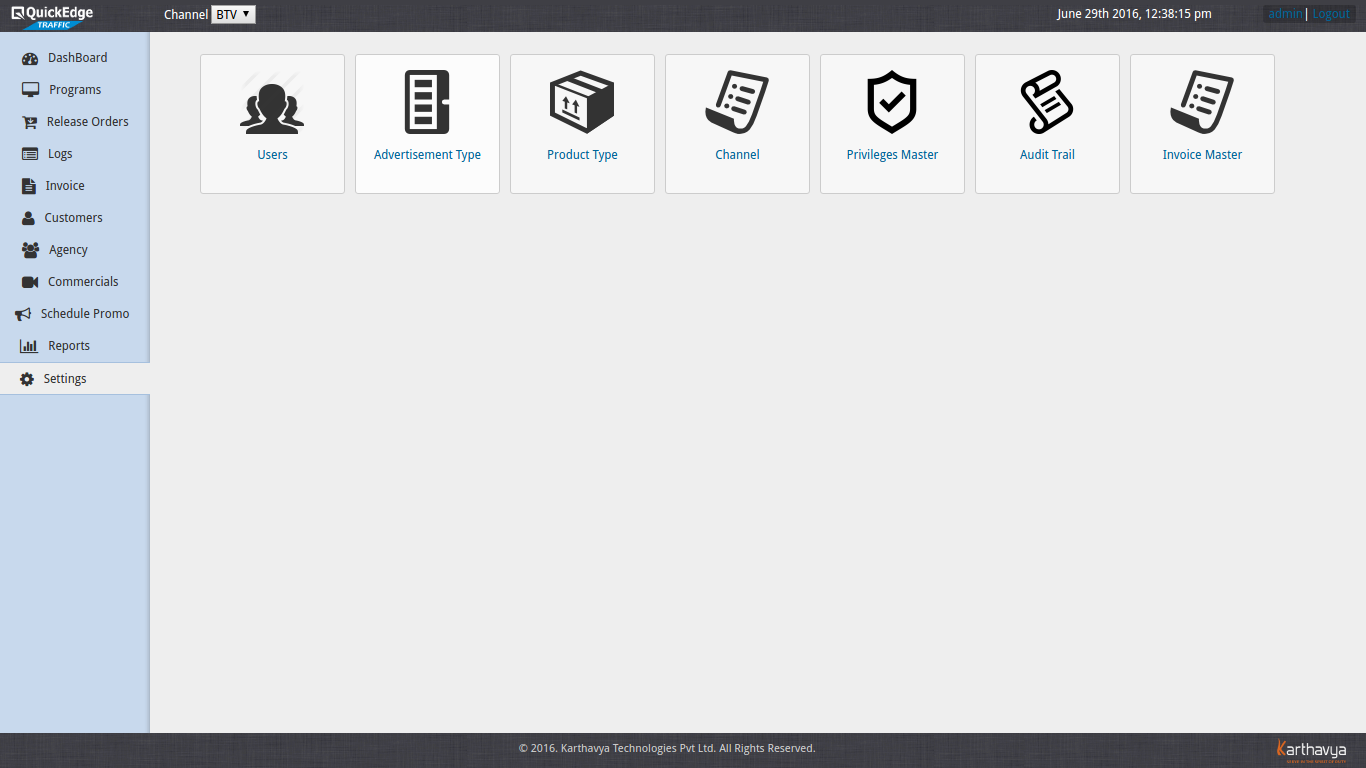 QuickEdge
TRAFFIC
Channel BTV
June 29th 2016, 12:38:15 pm
admin | Logout
DashBoard
Programs
Release Orders
Logs
Invoice
Customers
Agency
Commercials
Schedule Promo
Reports
Settings
Users
Advertisement Type
Product Type
Channel
Privileges Master
Audit Trail
Invoice Master
© 2016. Karthavya Technologies Pvt Ltd. All Rights Reserved.
Karthavya